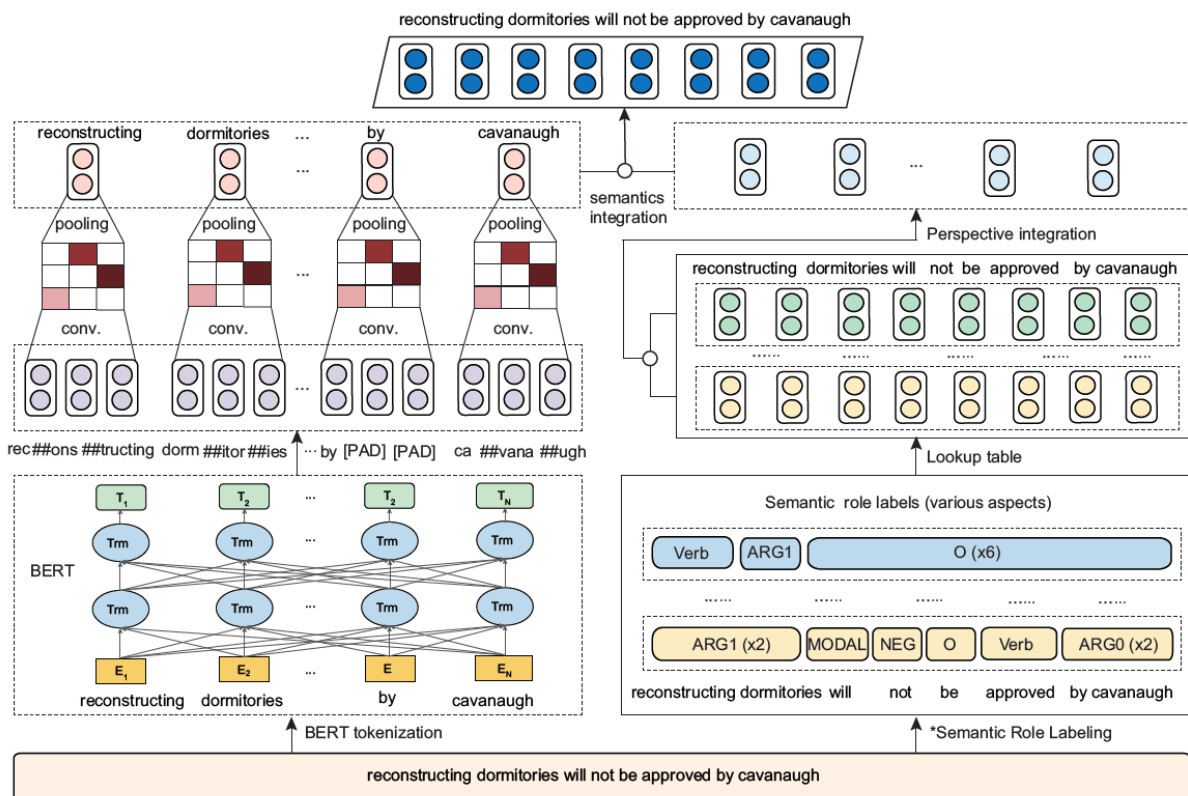 reconstructing dormitories will not be approved by cavanaugh
reconstructing dormitories ... by cavanaugh
...
pooling pooling pooling pooling
...
conv. conv. conv. conv.
...
rec ##ons ##tructing dorm ##itor ##ies ... by [PAD] [PAD] ca ##vana ##ugh
T1 T2 ... T2 TN
Trm Trm ... Trm Trm
BERT
Trm Trm ... Trm Trm
E1 E2 ... E EN
reconstructing dormitories ... by cavanaugh
BERT tokenization
semantics
integration
...
Perspective integration
reconstructing dormitories will not be approved by cavanaugh
...... ...... ...... ...... ......
Lookup table
Semantic role labels (various aspects)
Verb ARG1 O (x6)
...... ...... ...... ...... ......
ARG1 (x2) MODAL NEG O Verb ARG0 (x2)
reconstructing dormitories will not be approved by cavanaugh
*Semantic Role Labeling
reconstructing dormitories will not be approved by cavanaugh